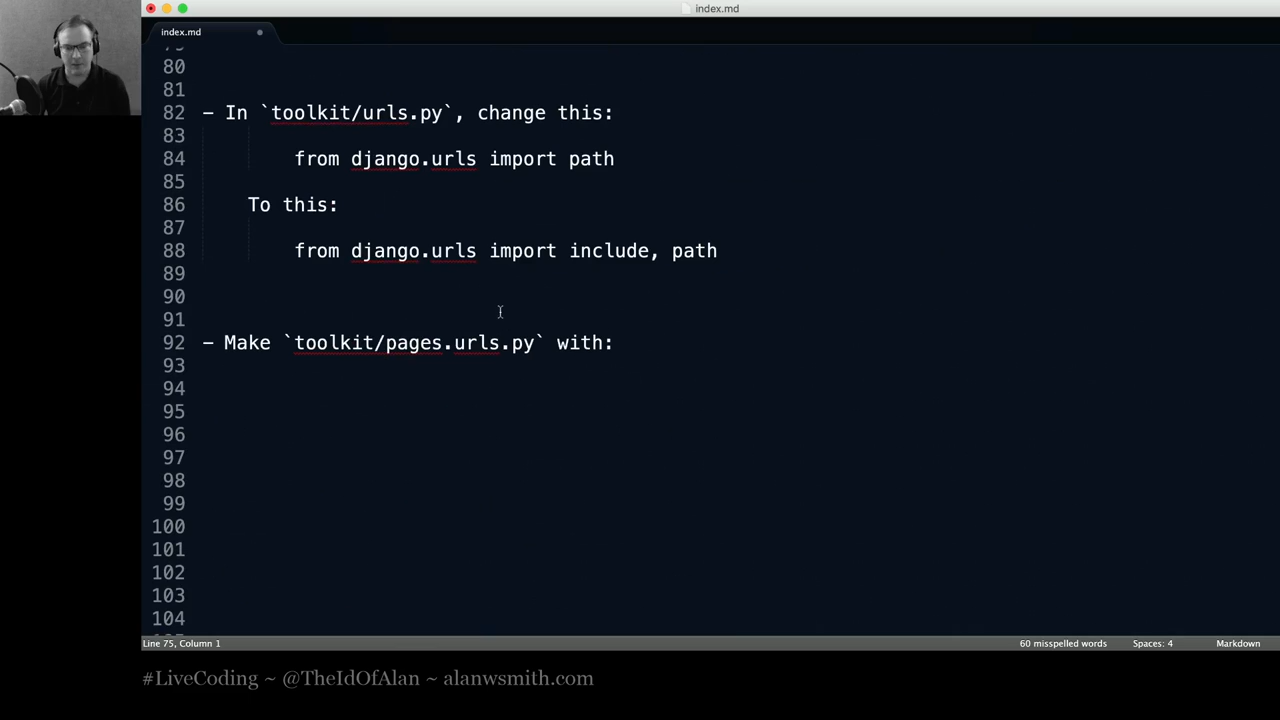 index.md
index.md
79
80
81
82 - In `toolkit/urls.py`, change this:
83
84 from django.urls import path
85
86 To this:
87
88 from django.urls import include, path
89
90
91
92 - Make `toolkit/pages.urls.py` with:
93
94
95
96
97
98
99
100
101
102
103
104
Line 75, Column 1 60 misspelled words Spaces: 4 Markdown
#LiveCoding ~ @TheIdOfAlan ~ alanwsmith.com